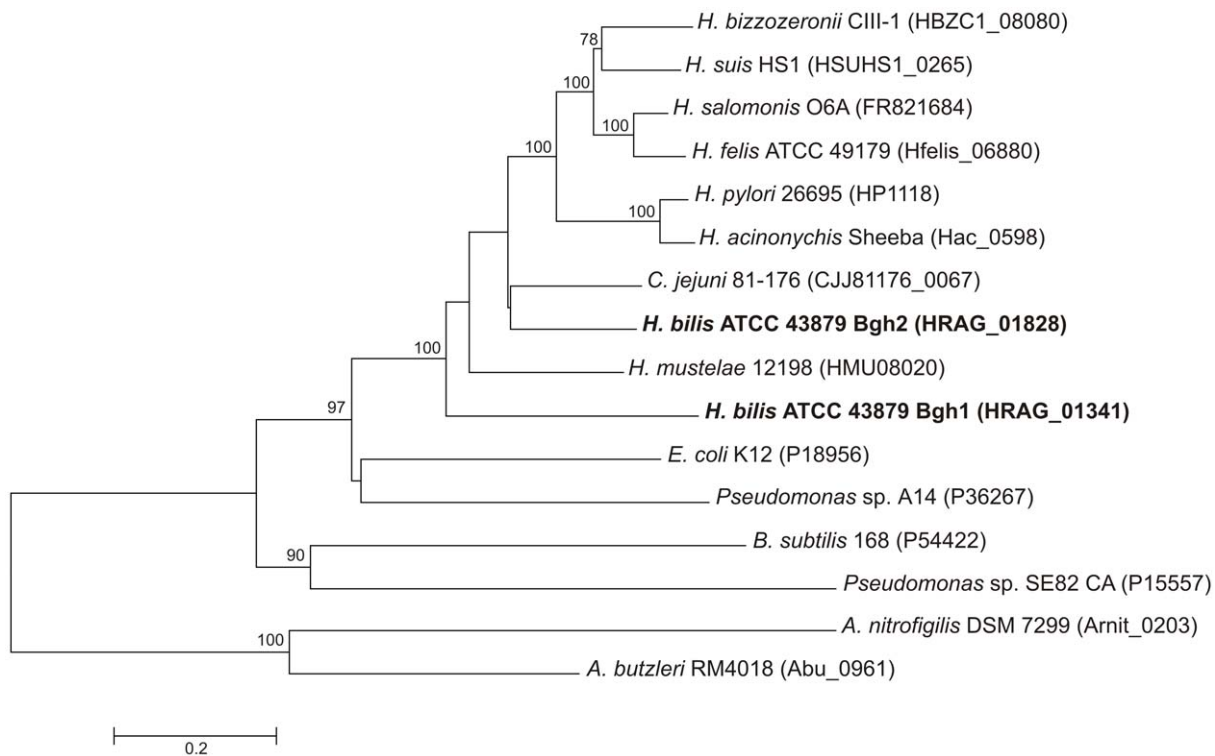 H. bizzozeronii CIII-1 (HBZC1_08080)
78
H. suis HS1 (HSUHS1_0265)
100
H. salomonis O6A (FR821684)
100
H. felis ATCC 49179 (Hfelis_06880)
100
H. pylori 26695 (HP1118)
100
H. acinonychis Sheeba (Hac_0598)
C. jejuni 81-176 (CJJ81176_0067)
H. bilis ATCC 43879 Bgh2 (HRAG_01828)
100
H. mustelae 12198 (HMU08020)
H. bilis ATCC 43879 Bgh1 (HRAG_01341)
97
E. coli K12 (P18956)
Pseudomonas sp. A14 (P36267)
B. subtilis 168 (P54422)
90
Pseudomonas sp. SE82 CA (P15557)
A. nitrofigilis DSM 7299 (Arnit_0203)
100
A. butzleri RM4018 (Abu_0961)
0.2